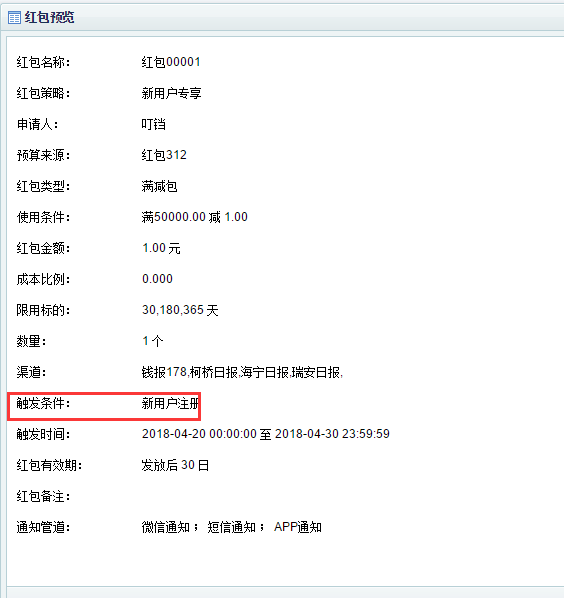 红包预览
红包名称： 红包00001
红包策略： 新用户专享
申请人： 叮铛
预算来源： 红包312
红包类型： 满减包
使用条件： 满50000.00 减 1.00
红包金额： 1.00 元
成本比例： 0.000
限用标的： 30,180,365 天
数量： 1 个
渠道： 钱报178,柯桥日报,海宁日报,瑞安日报,
触发条件： 新用户注册
触发时间： 2018-04-20 00:00:00 至 2018-04-30 23:59:59
红包有效期： 发放后 30 日
红包备注：
通知管道： 微信通知 ； 短信通知 ； APP通知